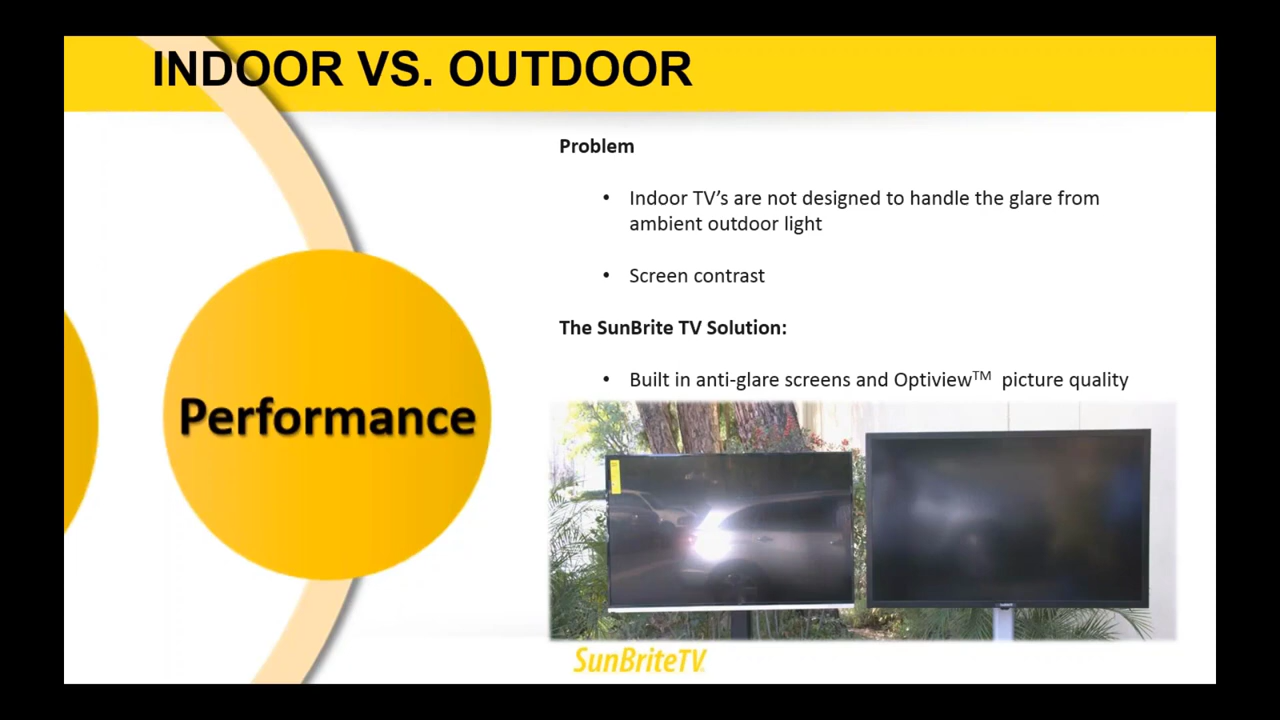 INDOOR VS. OUTDOOR
Problem
• Indoor TV’s are not designed to handle the glare from
ambient outdoor light
• Screen contrast
The SunBrite TV Solution:
• Built in anti-glare screens and Optiview™ picture quality
Performance
SunBriteTV